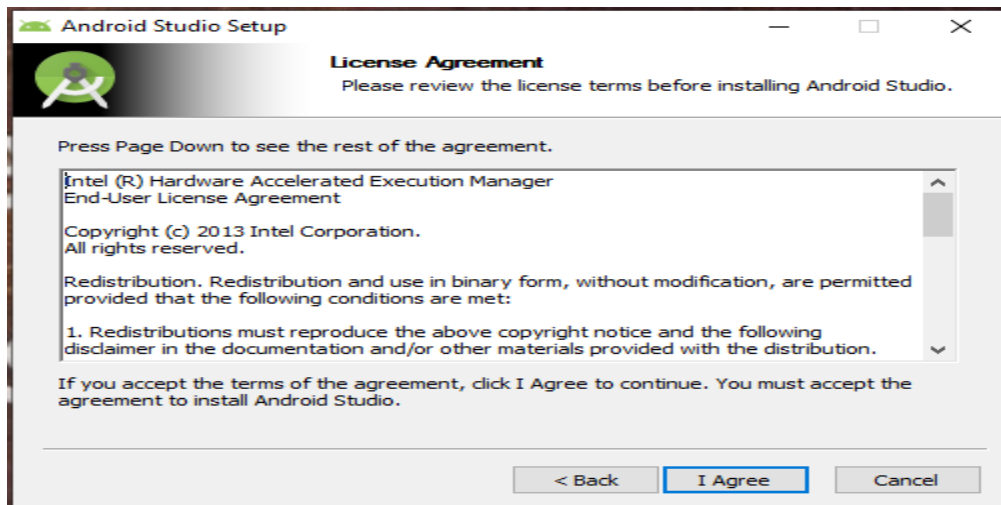 Android Studio Setup
License Agreement
Please review the license terms before installing Android Studio.
Press Page Down to see the rest of the agreement.
Intel (R) Hardware Accelerated Execution Manager
End-User License Agreement
Copyright (c) 2013 Intel Corporation.
All rights reserved.
Redistribution. Redistribution and use in binary form, without modification, are permitted
provided that the following conditions are met:
1. Redistributions must reproduce the above copyright notice and the following
disclaimer in the documentation and/or other materials provided with the distribution.
If you accept the terms of the agreement, click I Agree to continue. You must accept the
agreement to install Android Studio.
< Back
I Agree
Cancel